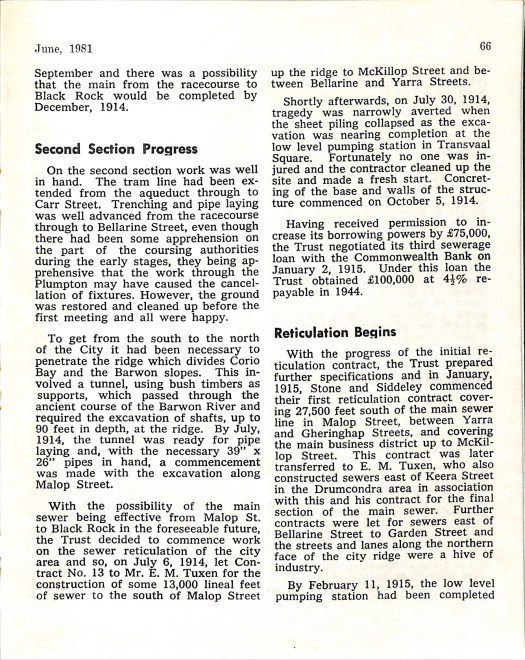 June, 1981
66
September and there was a possibility
that the main from the racecourse to
Black Rock would be completed by
December, 1914.
Second Section Progress
On the second section work was well
in hand. The tram line had been ex-
tended from the aqueduct through to
Carr Street. Trenching and pipe laying
was well advanced from the racecourse
through to Bellarine Street, even though
there had been some apprehension on
the part of the coursing authorities
during the early stages, they being ap-
prehensive that the work through the
Plumpton may have caused the cancel-
lation of fixtures. However, the ground
was restored and cleaned up before the
first meeting and all were happy.
To get from the south to the north
of the City it had been necessary to
penetrate the ridge which divides Corio
Bay and the Barwon slopes. This in-
volved a tunnel, using bush timbers as
supports, which passed through the
ancient course of the Barwon River and
required the excavation of shafts, up to
90 feet in depth, at the ridge. By July,
1914, the tunnel was ready for pipe
laying and, with the necessary 39" x
26" pipes in hand, a commencement
was made with the excavation along
Malop Street.
With the possibility of the main
sewer being effective from Malop St.
to Black Rock in the foreseeable future,
the Trust decided to commence work
on the sewer reticulation of the city
area and so, on July 6, 1914, let Con-
tract No. 13 to Mr. E. M. Tuxen for the
construction of some 13,000 lineal feet
of sewer to the south of Malop Street
up the ridge to McKillop Street and be-
tween Bellarine and Yarra Streets.
Shortly afterwards, on July 30, 1914,
tragedy was narrowly averted when
the sheet piling collapsed as the exca-
vation was nearing completion at the
low level pumping station in Transvaal
Square. Fortunately no one was in-
jured and the contractor cleaned up the
site and made a fresh start. Concret-
ing of the base and walls of the struc-
ture commenced on October 5, 1914.
Having received permission to in-
crease its borrowing powers by £75,000,
the Trust negotiated its third sewerage
loan with the Commonwealth Bank on
January 2, 1915. Under this loan the
Trust obtained £100,000 at 4½% re-
payable in 1944.
Reticulation Begins
With the progress of the initial re-
ticulation contract, the Trust prepared
further specifications and in January,
1915, Stone and Siddeley commenced
their first reticulation contract cover-
ing 27,500 feet south of the main sewer
line in Malop Street, between Yarra
and Gheringhap Streets, and covering
the main business district up to McKil-
lop Street. This contract was later
transferred to E. M. Tuxen, who also
constructed sewers east of Keera Street
in the Drumcondra area in association
with this and his contract for the final
section of the main sewer. Further
contracts were let for sewers east of
Bellarine Street to Garden Street and
the streets and lanes along the northern
face of the city ridge were a hive of
industry.
By February 11, 1915, the low level
pumping station had been completed